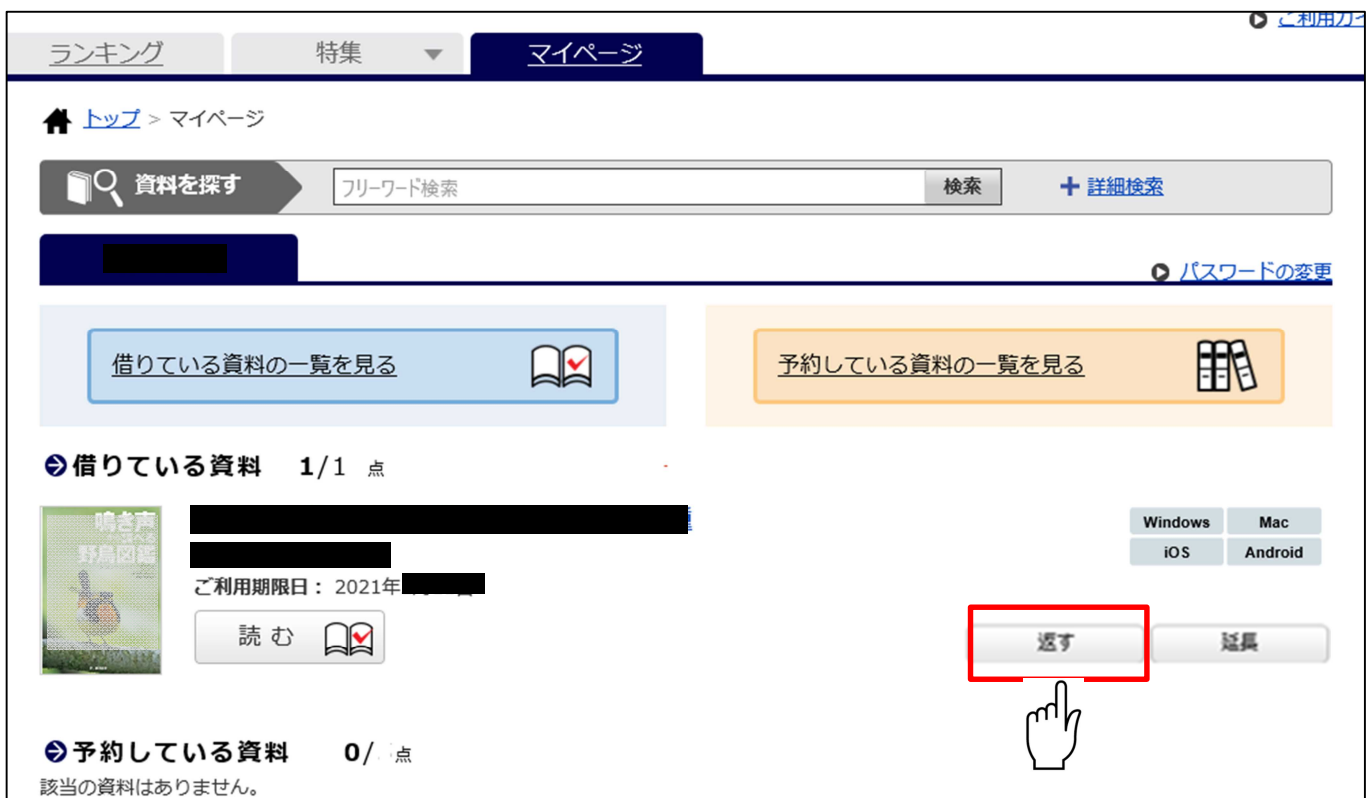 ご利用ガ
ランキング 特集 ▼ マイページ
トップ > マイページ
資料を探す フリーワード検索 検索 + 詳細検索
パスワードの変更
借りている資料の一覧を見る 予約している資料の一覧を見る
借りている資料 1/1 点
鳴き声
野鳥図鑑
Windows Mac
iOS Android
ご利用期限日: 2021年
読む 返す 延長
予約している資料 0/ 点
該当の資料はありません。